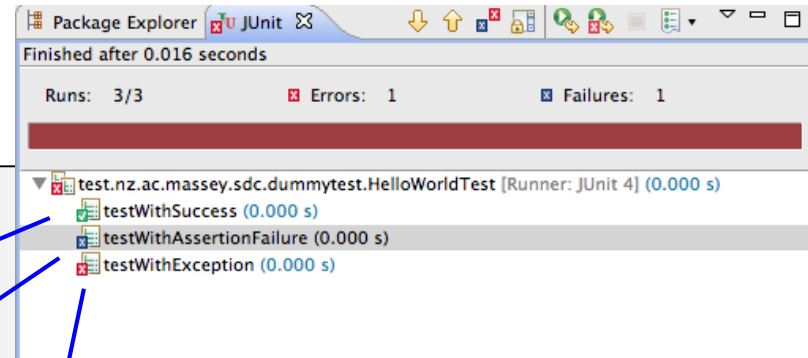 Package Explorer JUnit
Finished after 0.016 seconds
Runs: 3/3 Errors: 1 Failures: 1
test.nz.ac.massey.sdc.dummytest.HelloWorldTest [Runner: JUnit 4] (0.000 s)
testWithSuccess (0.000 s)
testWithAssertionFailure (0.000 s)
testWithException (0.000 s)